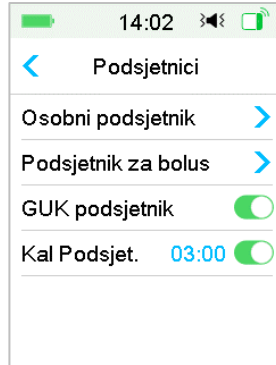 14:02
Podsjetnici
Osobni podsjetnik
Podsjetnik za bolus
GUK podsjetnik
Kal Podsjet. 03:00